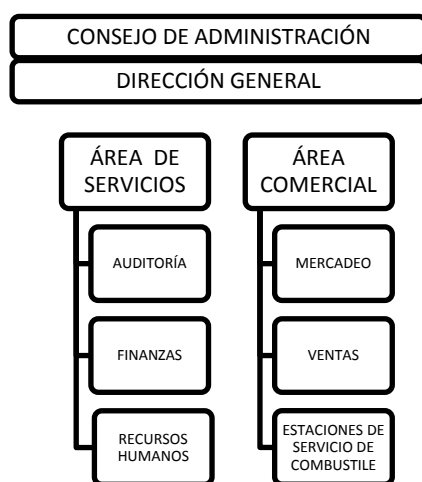 CONSEJO DE ADMINISTRACIÓN
DIRECCIÓN GENERAL
ÁREA DE
SERVICIOS
AUDITORÍA
FINANZAS
RECURSOS
HUMANOS
ÁREA
COMERCIAL
MERCADEO
VENTAS
ESTACIONES DE
SERVICIO DE
COMBUSTILE